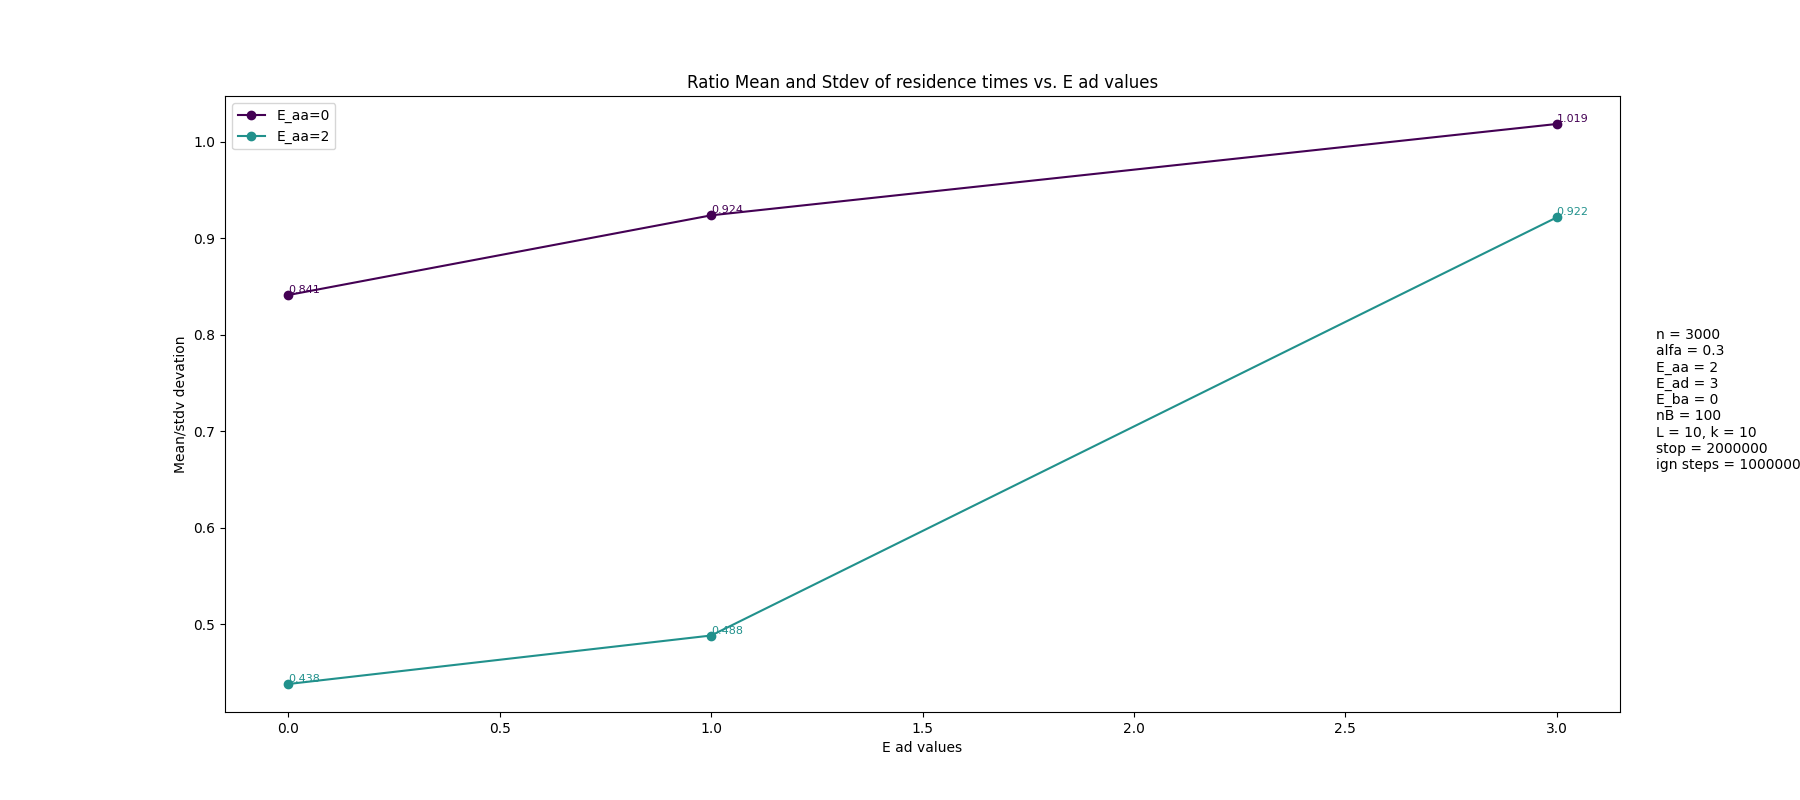 Ratio Mean and Stdev of residence times vs. E ad values
E_aa=0
E_aa=2
1.019
0.924
0.922
0.841
0.488
0.438
1.0
0.9
0.8
0.7
0.6
0.5
Mean/stdv devation
0.0
0.5
1.0
1.5
2.0
2.5
3.0
E ad values
n = 3000
alfa = 0.3
E_aa = 2
E_ad = 3
E_ba = 0
nB = 100
L = 10, k = 10
stop = 2000000
ign steps = 1000000